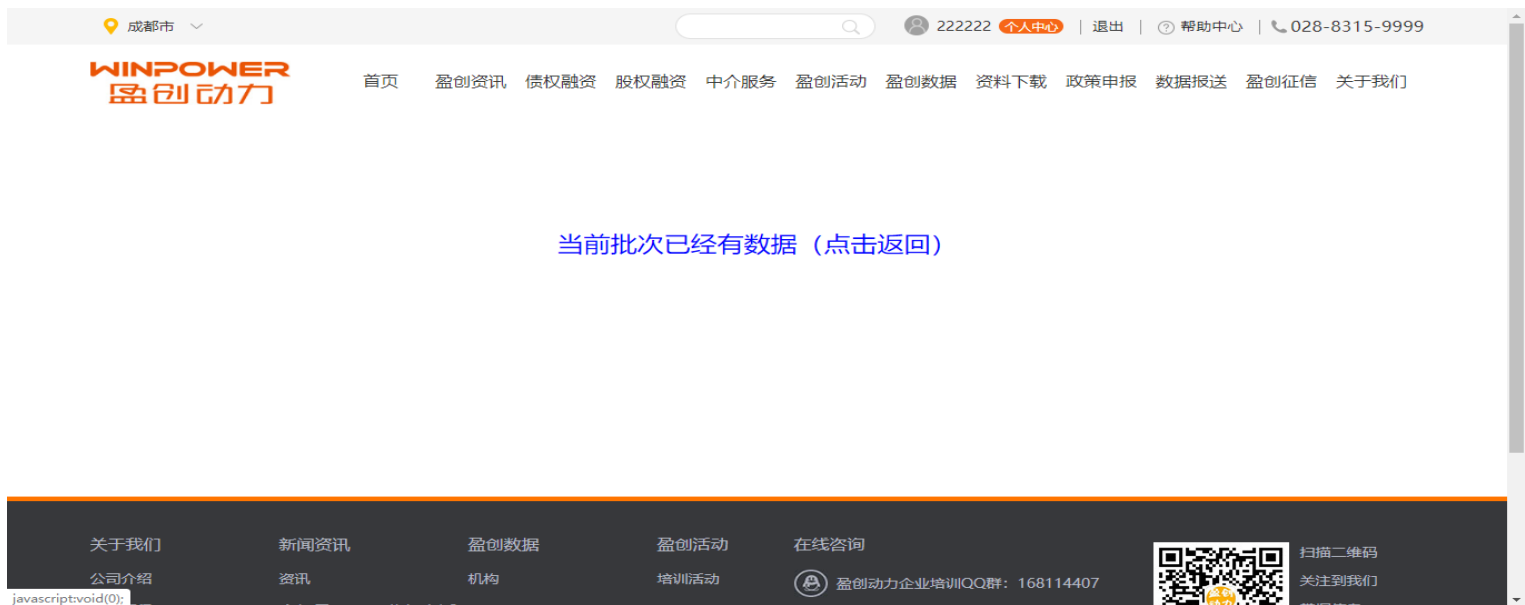 成都市
222222 个人中心 | 退出 | 帮助中心 | 028-8315-9999
WINPOWER
盈创动力
首页 盈创资讯 债权融资 股权融资 中介服务 盈创活动 盈创数据 资料下载 政策申报 数据报送 盈创征信 关于我们
当前批次已经有数据（点击返回）
关于我们 新闻资讯 盈创数据 盈创活动 在线咨询
扫描二维码
公司介绍 资讯 机构 培训活动 盈创动力企业培训QQ群：168114407
关注到我们
盈创动力
javascript:void(0);